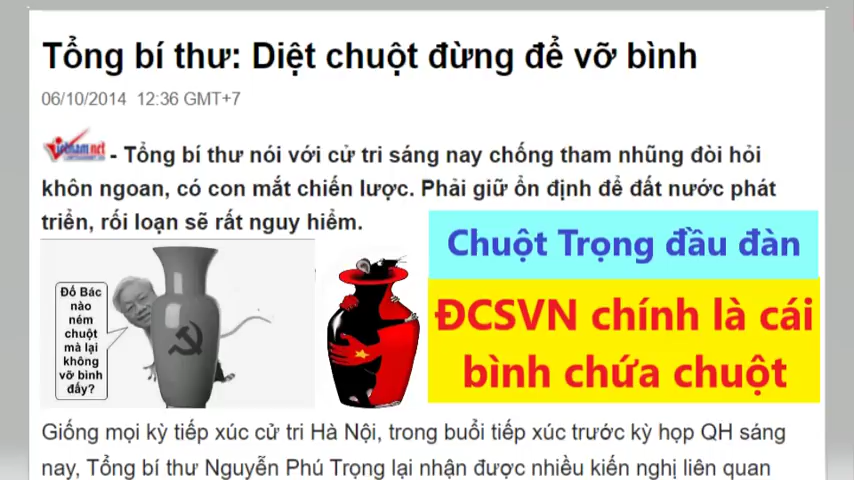 Tổng bí thư: Diệt chuột đừng để vỡ bình
06/10/2014 12:36 GMT+7
Vietnam net
- Tổng bí thư nói với cử tri sáng nay chống tham nhũng đòi hỏi
khôn ngoan, có con mắt chiến lược. Phải giữ ổn định để đất nước phát
triển, rối loạn sẽ rất nguy hiểm.
Đố Bác
nào
ném
chuột
mà lại
không
vỡ bình
đấy?
Chuột Trọng đầu đàn
ĐCSVN chính là cái
bình chứa chuột
Giống mọi kỳ tiếp xúc cử tri Hà Nội, trong buổi tiếp xúc trước kỳ họp QH sáng
nay, Tổng bí thư Nguyễn Phú Trọng lại nhận được nhiều kiến nghị liên quan